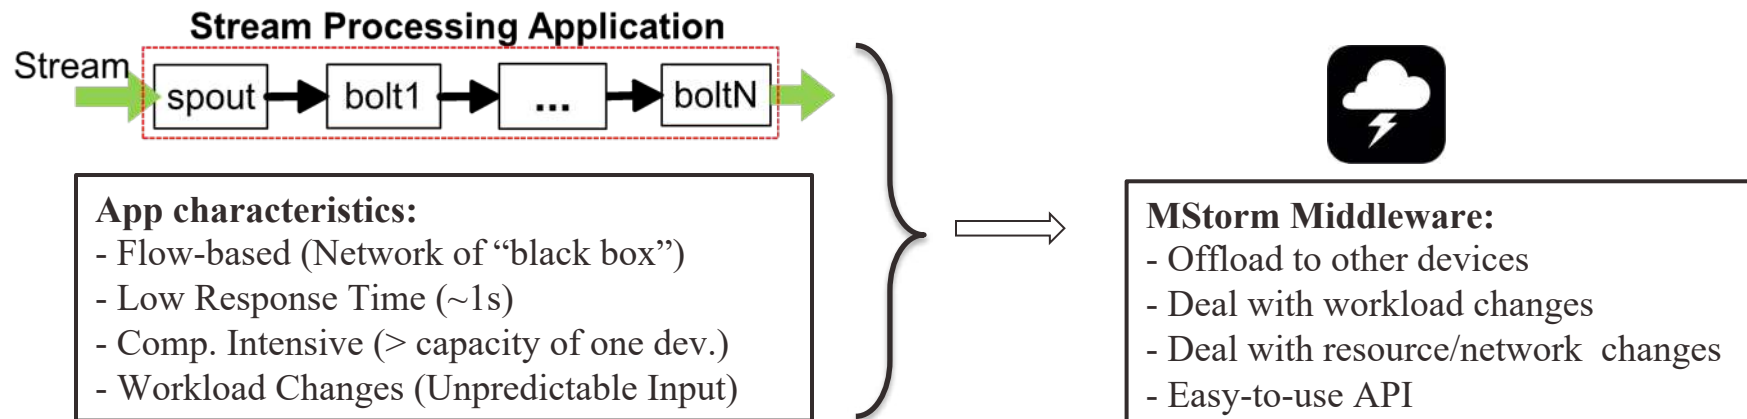 Stream Processing Application
Stream
spout
bolt1
...
boltN
App characteristics:
- Flow-based (Network of “black box”)
- Low Response Time (~1s)
- Comp. Intensive (> capacity of one dev.)
- Workload Changes (Unpredictable Input)
MStorm Middleware:
- Offload to other devices
- Deal with workload changes
- Deal with resource/network  changes
- Easy-to-use API